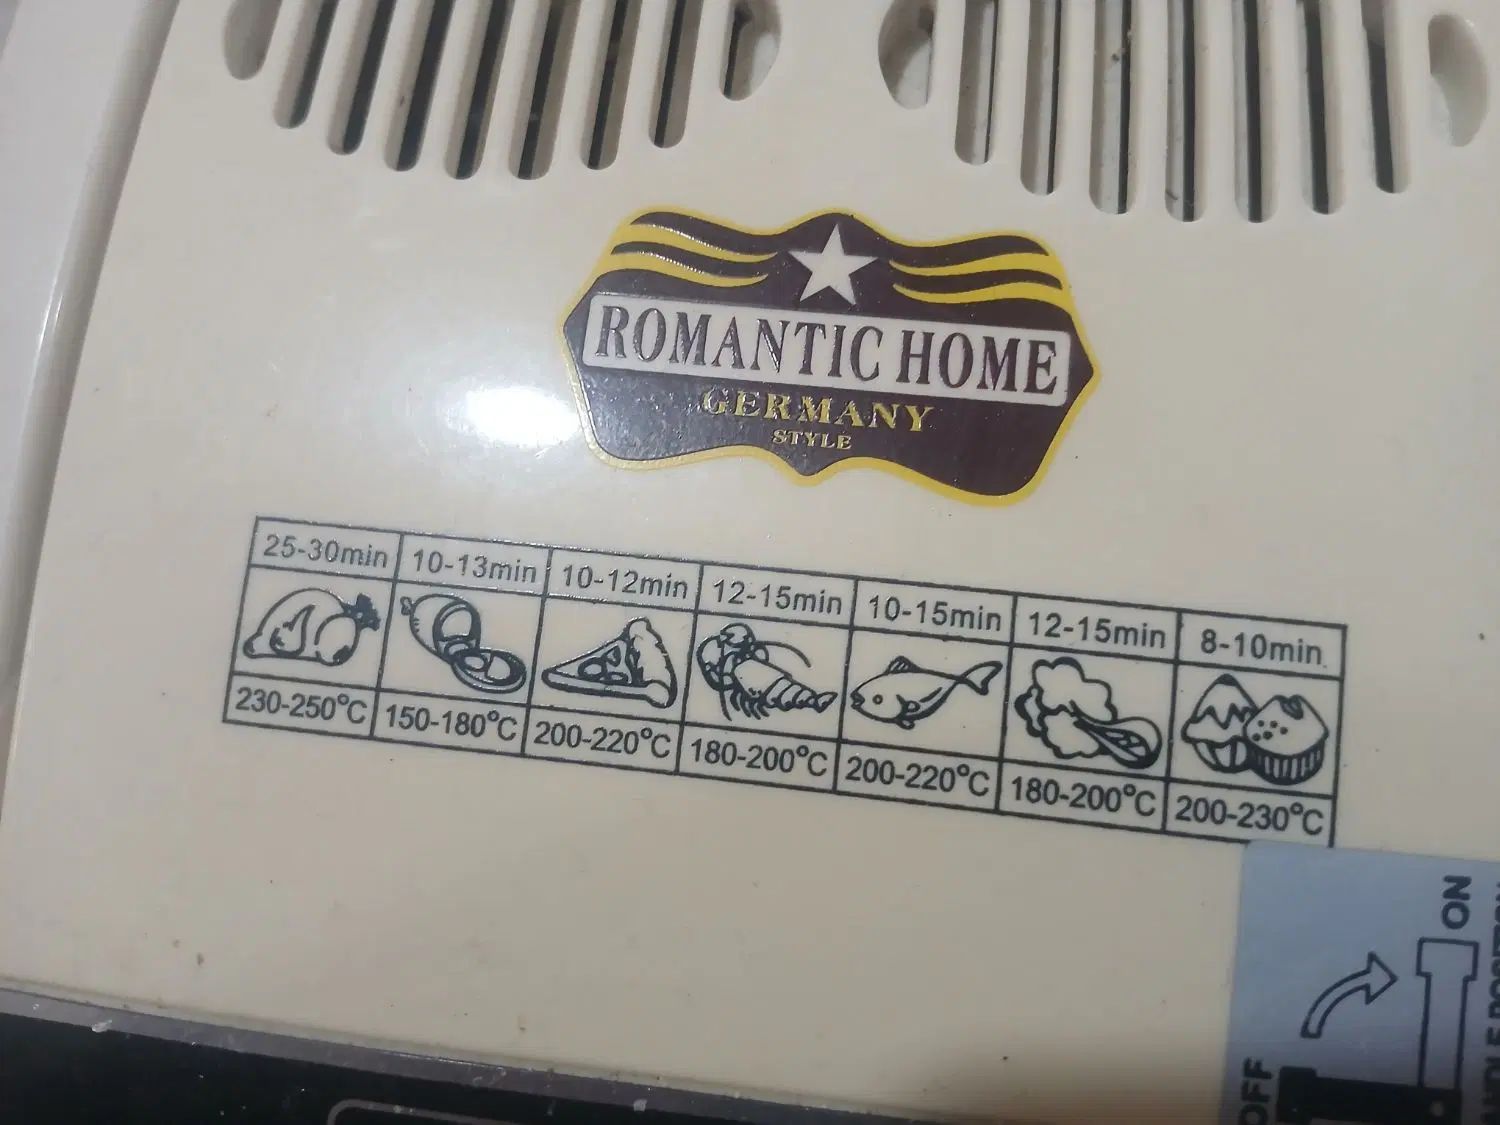 ROMANTIC HOME
GERMANY
STYLE
25-30min 10-13min 10-12min 12-15min 10-15min 12-15min 8-10min
230-250°C 150-180°C 200-220°C 180-200°C 200-220°C 180-200°C 200-230°C
ON
OFF